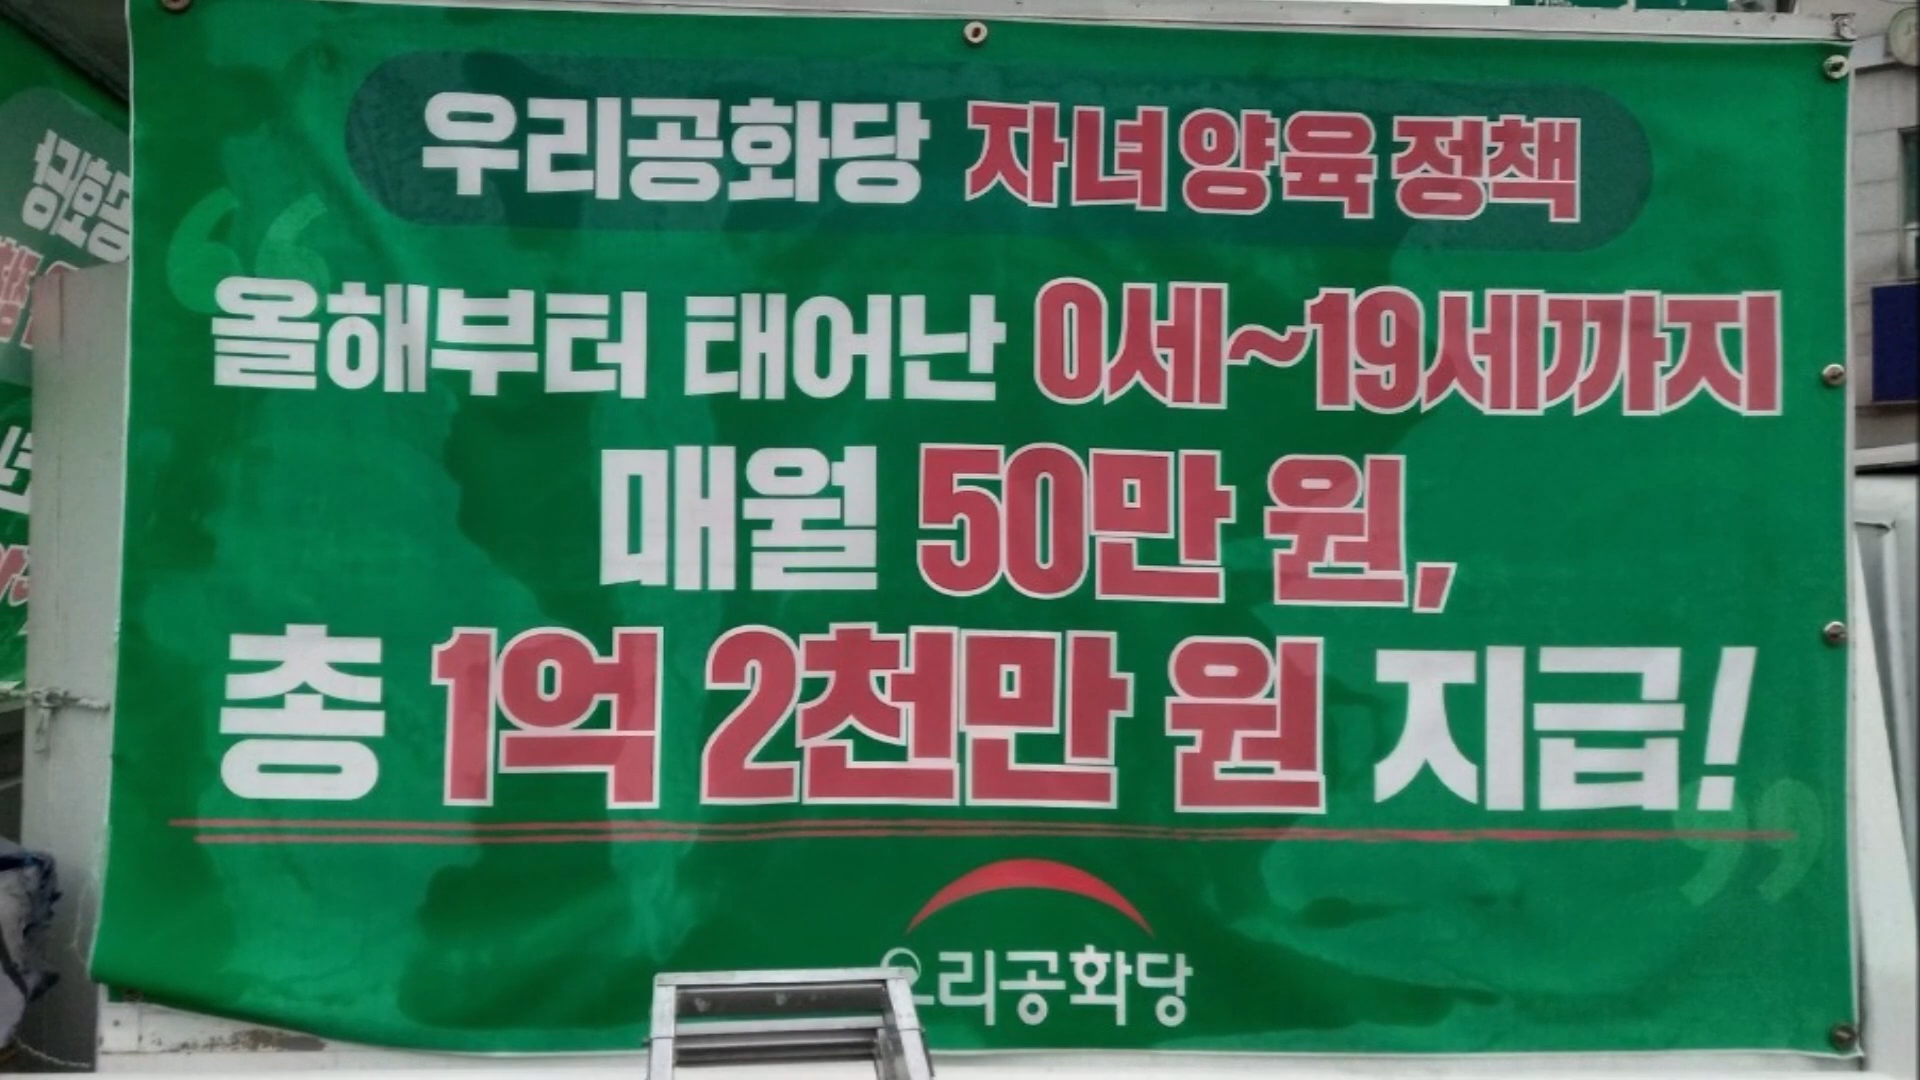 우리공화당 자녀양육정책
“올해부터 태어난 0세~19세까지
매월 50만 원,
총 1억 2천만 원 지급!”
우리공화당